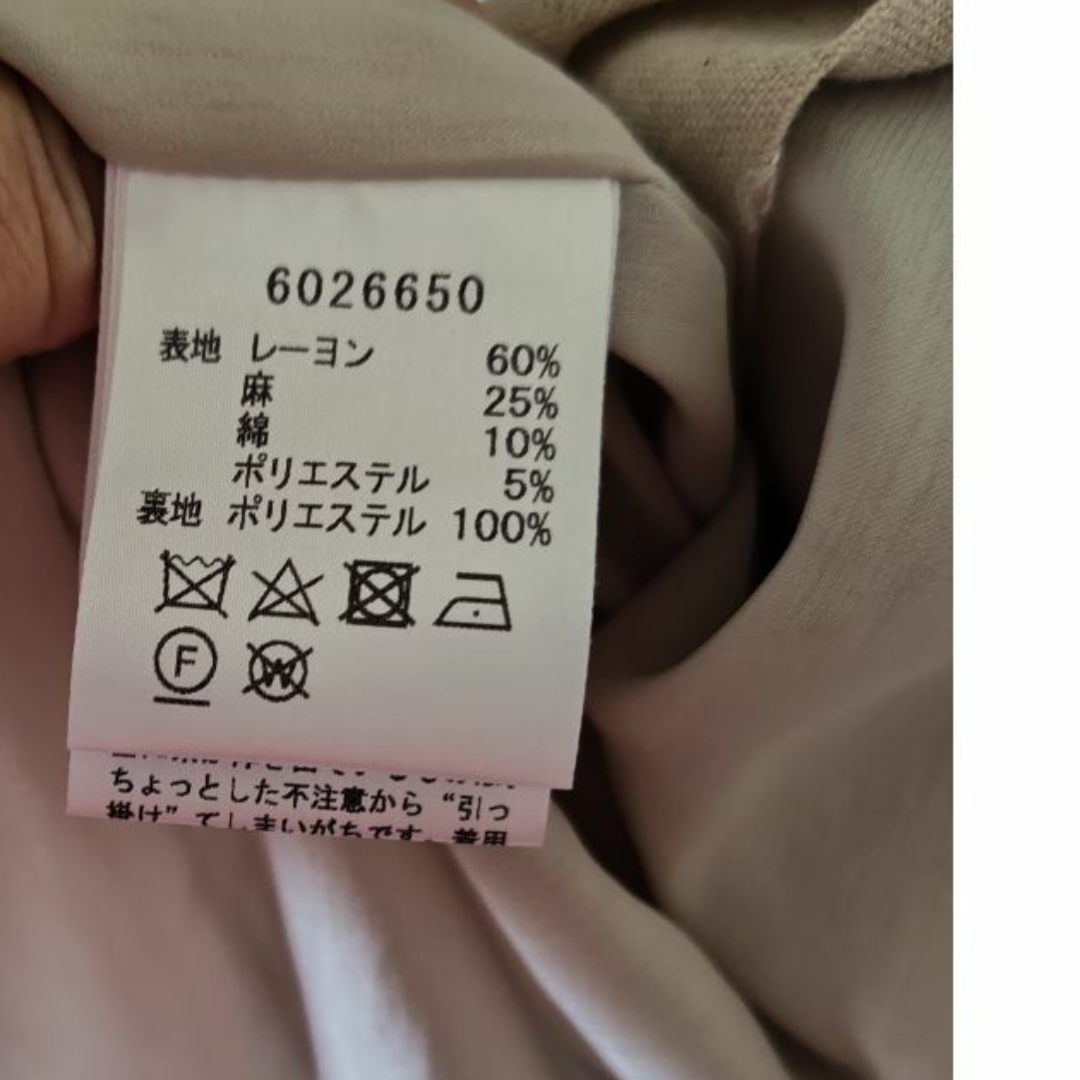 6026650
表地 レーヨン 60%
麻 25%
綿 10%
ポリエステル 5%
裏地 ポリエステル 100%
F
W
ちょっとした不注意から“引っ
掛け”てしまいがちです。着用